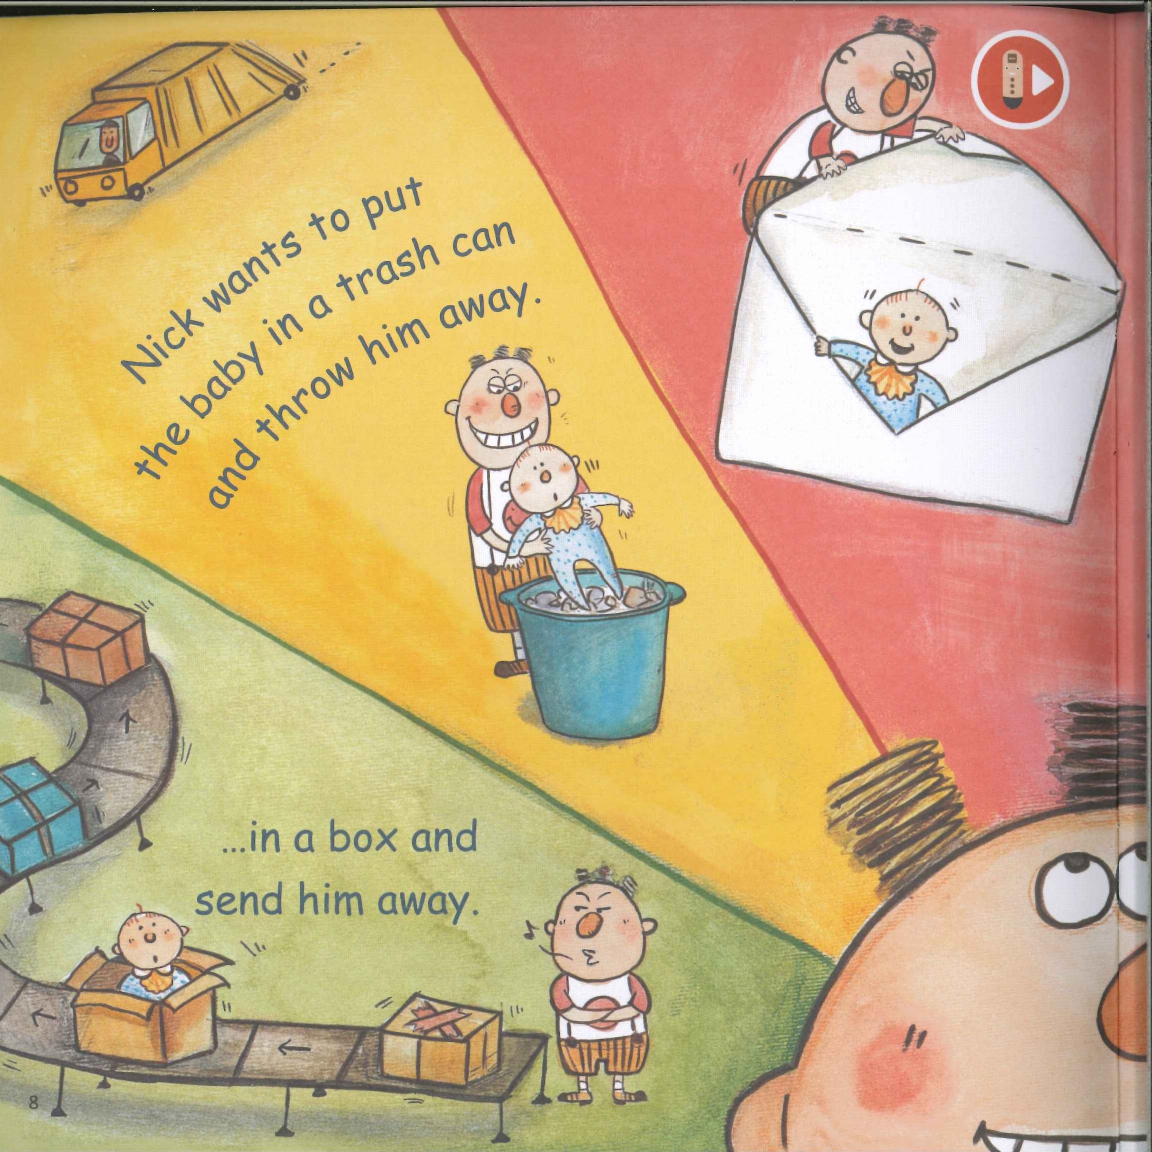 Nick wants to put
the baby in a trash can
and throw him away.
...in a box and
send him away.
8